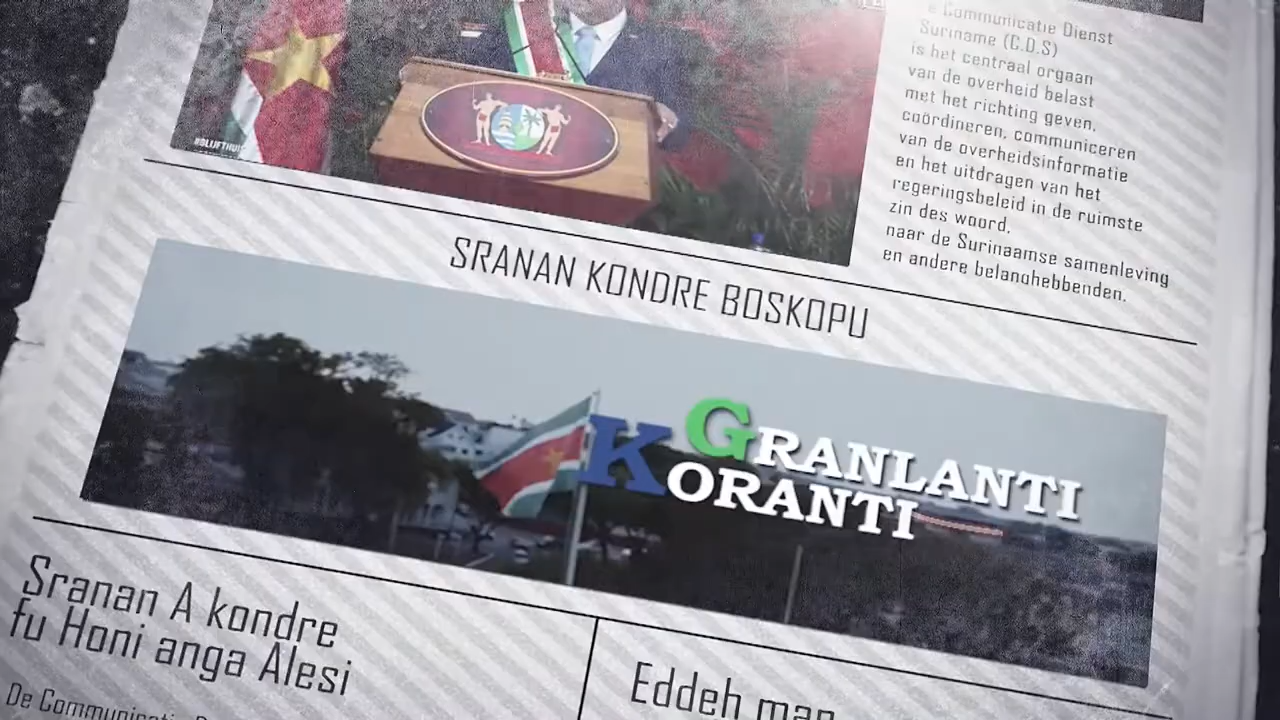 #BLIJFTHUIS
e Communicatie Dienst
Suriname (C.D.S)
is het centraal orgaan
van de overheid belast
met het richting geven,
coördineren, communiceren
van de overheidsinformatie
en het uitdragen van het
regeringsbeleid in de ruimste
zin des woord,
naar de Surinaamse samenleving
en andere belanghebbenden.
SRANAN KONDRE BOSKOPU
GRANLANTI
KORANTI
Sranan A kondre
fu Honi anga Alesi
De
Eddeh man